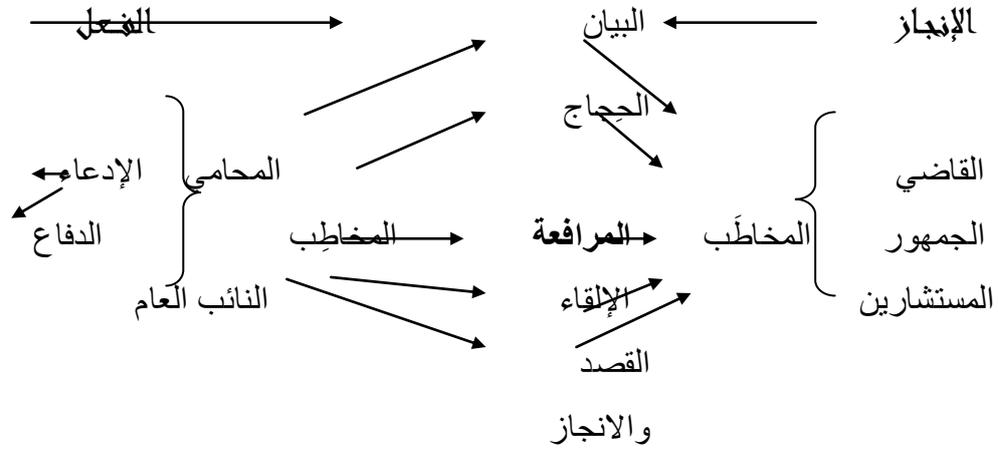 الإنجاز البيان الفعل
الحِجاج
القاضي المحامي الإدعاء
الجمهور المخاطَب المرافعة المخاطِب الدفاع
المستشارين الإلقاء النائب العام
القصد
والانجاز